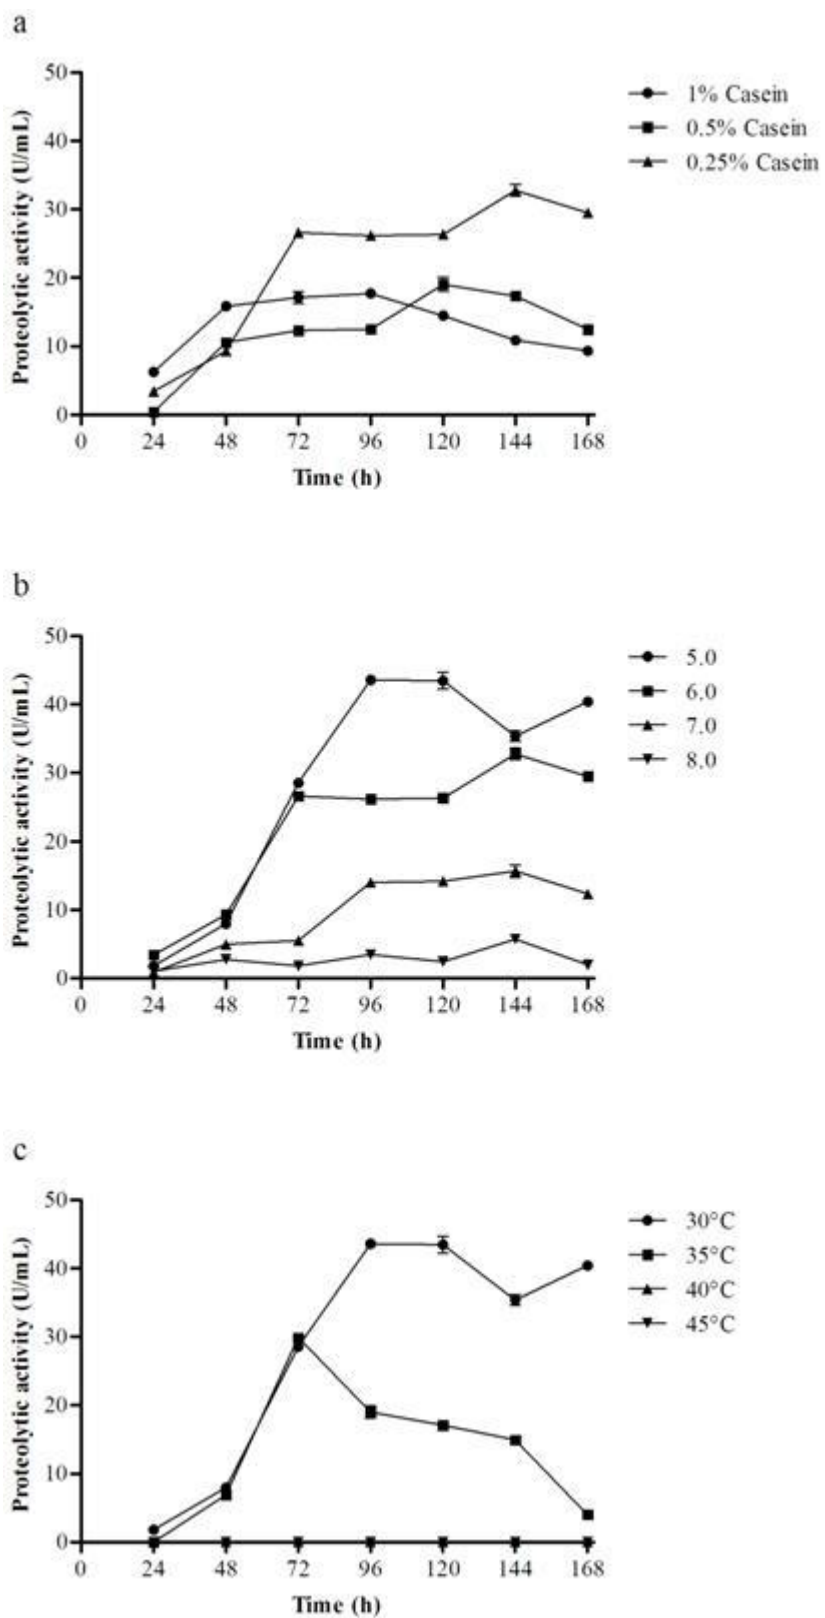 a
Proteolytic activity (U/mL)
50
40
30
20
10
0
0 24 48 72 96 120 144 168
Time (h)
1% Casein
0.5% Casein
0.25% Casein
b
Proteolytic activity (U/mL)
50
40
30
20
10
0
0 24 48 72 96 120 144 168
Time (h)
5.0
6.0
7.0
8.0
c
Proteolytic activity (U/mL)
50
40
30
20
10
0
0 24 48 72 96 120 144 168
Time (h)
30°C
35°C
40°C
45°C